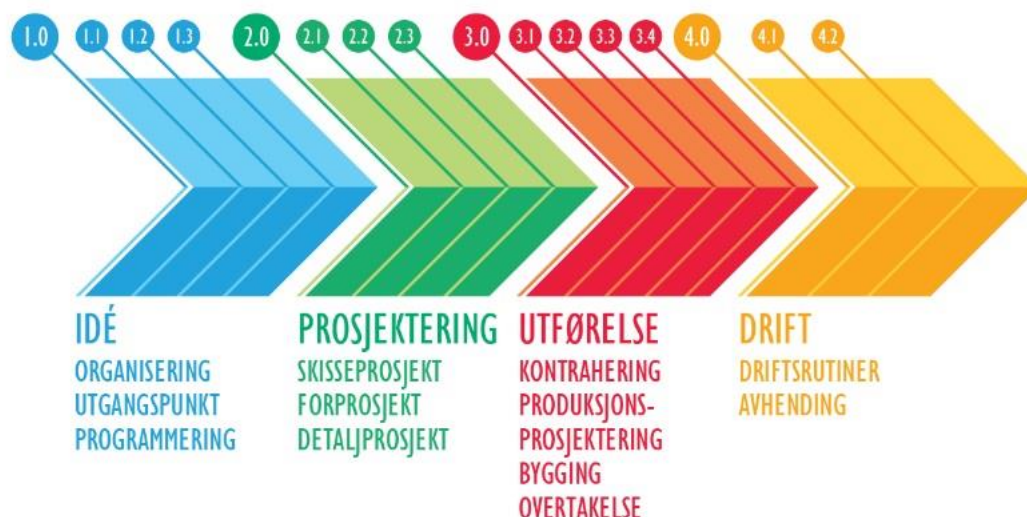 1.0 1.1 1.2 1.3 2.0 2.1 2.2 2.3 3.0 3.1 3.2 3.3 3.4 4.0 4.1 4.2
IDÉ
ORGANISERING
UTGANGSPUNKT
PROGRAMMERING
PROSJEKTERING
SKISSEPROSJEKT
FORPROSJEKT
DETALJPROSJEKT
UTFØRELSE
KONTRAHERING
PRODUKSJONS-
PROSJEKTERING
BYGGING
OVERTAKELSE
DRIFT
DRIFTSRUTINER
AVHENDING